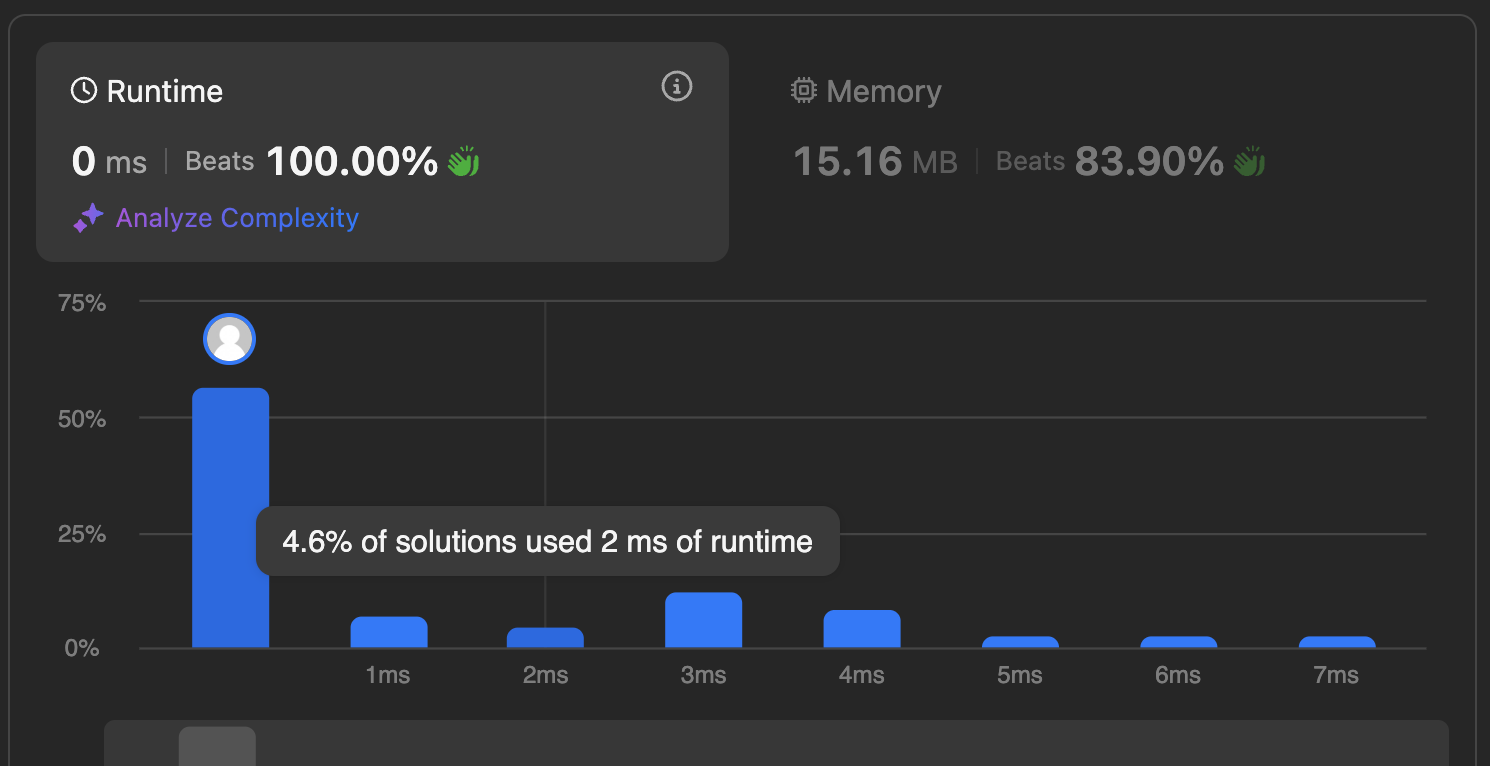 Runtime
0 ms | Beats 100.00%
Analyze Complexity
Memory
15.16 MB | Beats 83.90%
75%
50%
25%
0%
4.6% of solutions used 2 ms of runtime
1ms 2ms 3ms 4ms 5ms 6ms 7ms